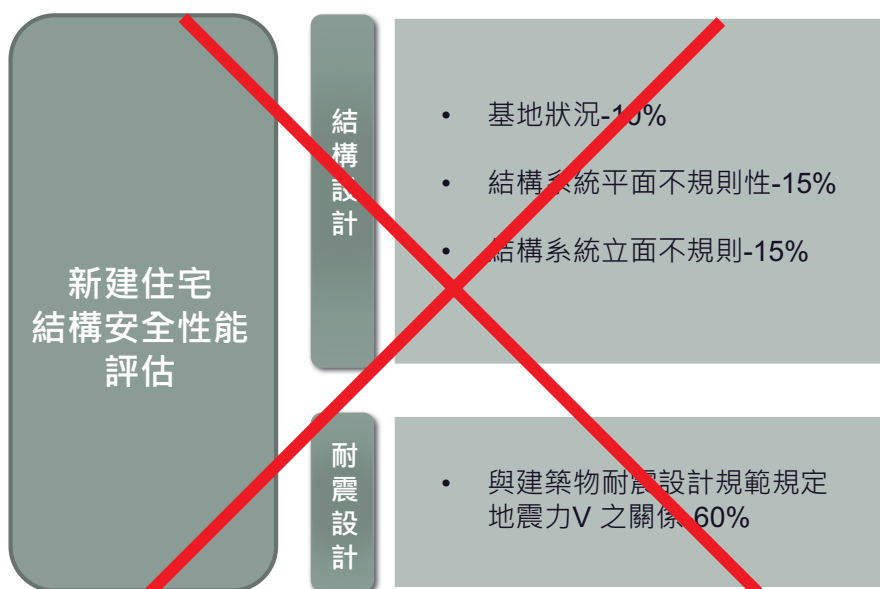 新建住宅
結構安全性能
評估
結構設計
• 基地狀況-10%
• 結構系統平面不規則性-15%
• 結構系統立面不規則-15%
耐震設計
• 與建築物耐震設計規範規定
地震力V 之關係-60%